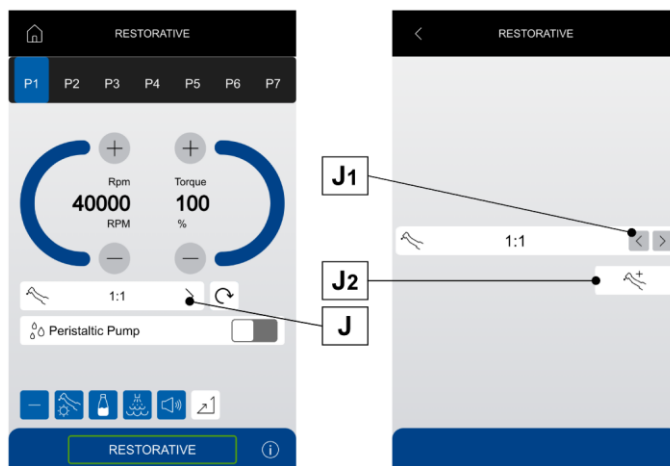 RESTORATIVE
P1 P2 P3 P4 P5 P6 P7
Rpm
40000
RPM
Torque
100
%
1:1
Peristaltic Pump
RESTORATIVE
J1
J2
J
RESTORATIVE
1:1